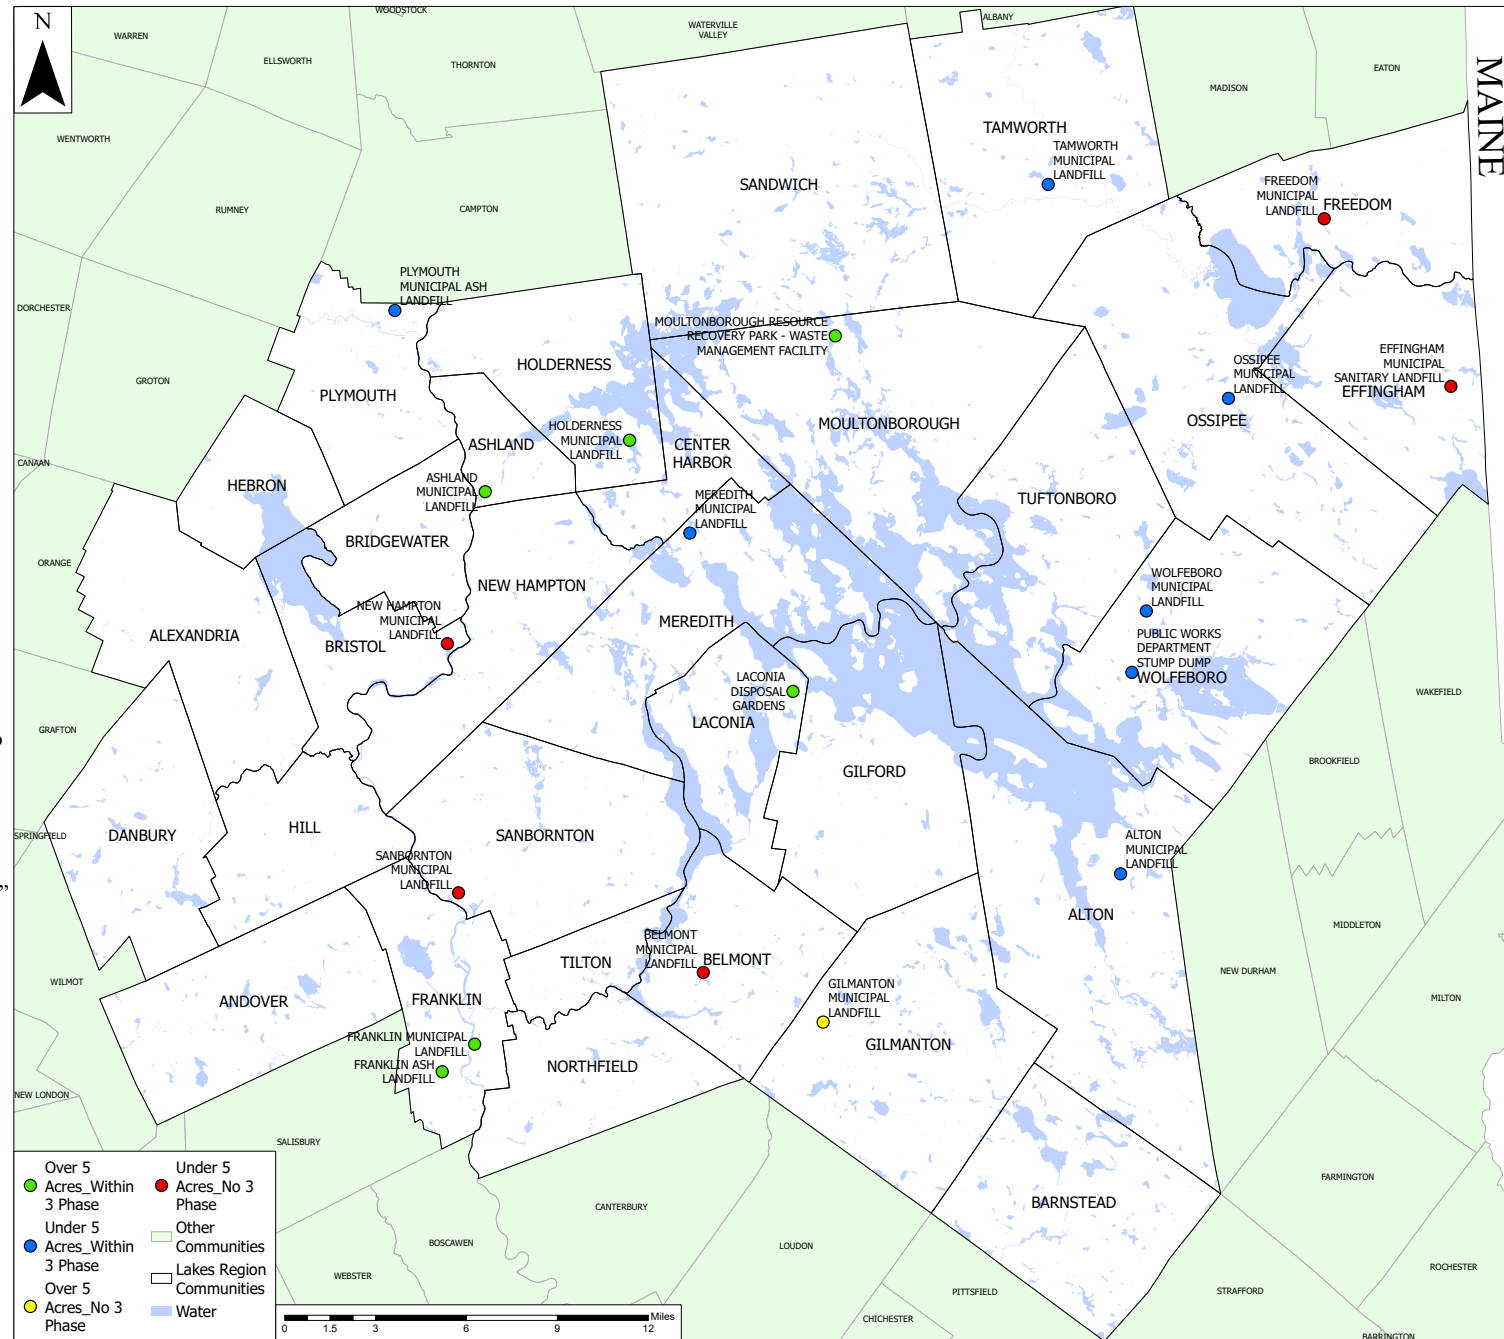 N
WOODSTOCK
WARREN
WATERVILLE
VALLEY
ALBANY
ELLSWORTH
THORNTON
EATON
MADISON
MAINE
WENTWORTH
TAMWORTH
TAMWORTH
MUNICIPAL
LANDFILL
SANDWICH
FREEDOM
MUNICIPAL
LANDFILL
FREEDOM
RUMNEY
CAMPTON
PLYMOUTH
MUNICIPAL ASH
LANDFILL
DORCHESTER
MOULTONBOROUGH RESOURCE
RECOVERY PARK - WASTE
MANAGEMENT FACILITY
HOLDERNESS
OSSIPEE
MUNICIPAL
LANDFILL
EFFINGHAM
MUNICIPAL
SANITARY LANDFILL
EFFINGHAM
GROTON
PLYMOUTH
OSSIPEE
MOULTONBOROUGH
HOLDERNESS
MUNICIPAL
LANDFILL
ASHLAND
CENTER
HARBOR
CANAAN
HEBRON
ASHLAND
MUNICIPAL
LANDFILL
MEREDITH
MUNICIPAL
LANDFILL
TUFTONBORO
BRIDGEWATER
ORANGE
NEW HAMPTON
WOLFEBORO
MUNICIPAL
LANDFILL
NEW HAMPTON
MUNICIPAL
LANDFILL
MEREDITH
ALEXANDRIA
BRISTOL
PUBLIC WORKS
DEPARTMENT
STUMP DUMP
WOLFEBORO
LACONIA
DISPOSAL
GARDENS
WAKEFIELD
LACONIA
GRAFTON
BROOKFIELD
GILFORD
SPRINGFIELD
DANBURY
HILL
SANBORNTON
ALTON
MUNICIPAL
LANDFILL
SANBORNTON
MUNICIPAL
LANDFILL
”
ALTON
MIDDLETON
BELMONT
MUNICIPAL
LANDFILL
BELMONT
TILTON
NEW DURHAM
WILMOT
GILMANTON
MUNICIPAL
LANDFILL
ANDOVER
FRANKLIN
MILTON
FRANKLIN MUNICIPAL
LANDFILL
GILMANTON
FRANKLIN ASH
LANDFILL
NORTHFIELD
NEW LONDON
SALISBURY
FARMINGTON
BARNSTEAD
CANTERBURY
BOSCAWEN
LOUDON
WEBSTER
ROCHESTER
PITTSFIELD
STRAFFORD
CHICHESTER
BARRINGTON
Over 5
Acres_Within
3 Phase
Under 5
Acres_Within
3 Phase
Over 5
Acres_No 3
Phase
Under 5
Acres_No 3
Phase
Other
Communities
Lakes Region
Communities
Water
Miles
0 1.5 3 6 9 12